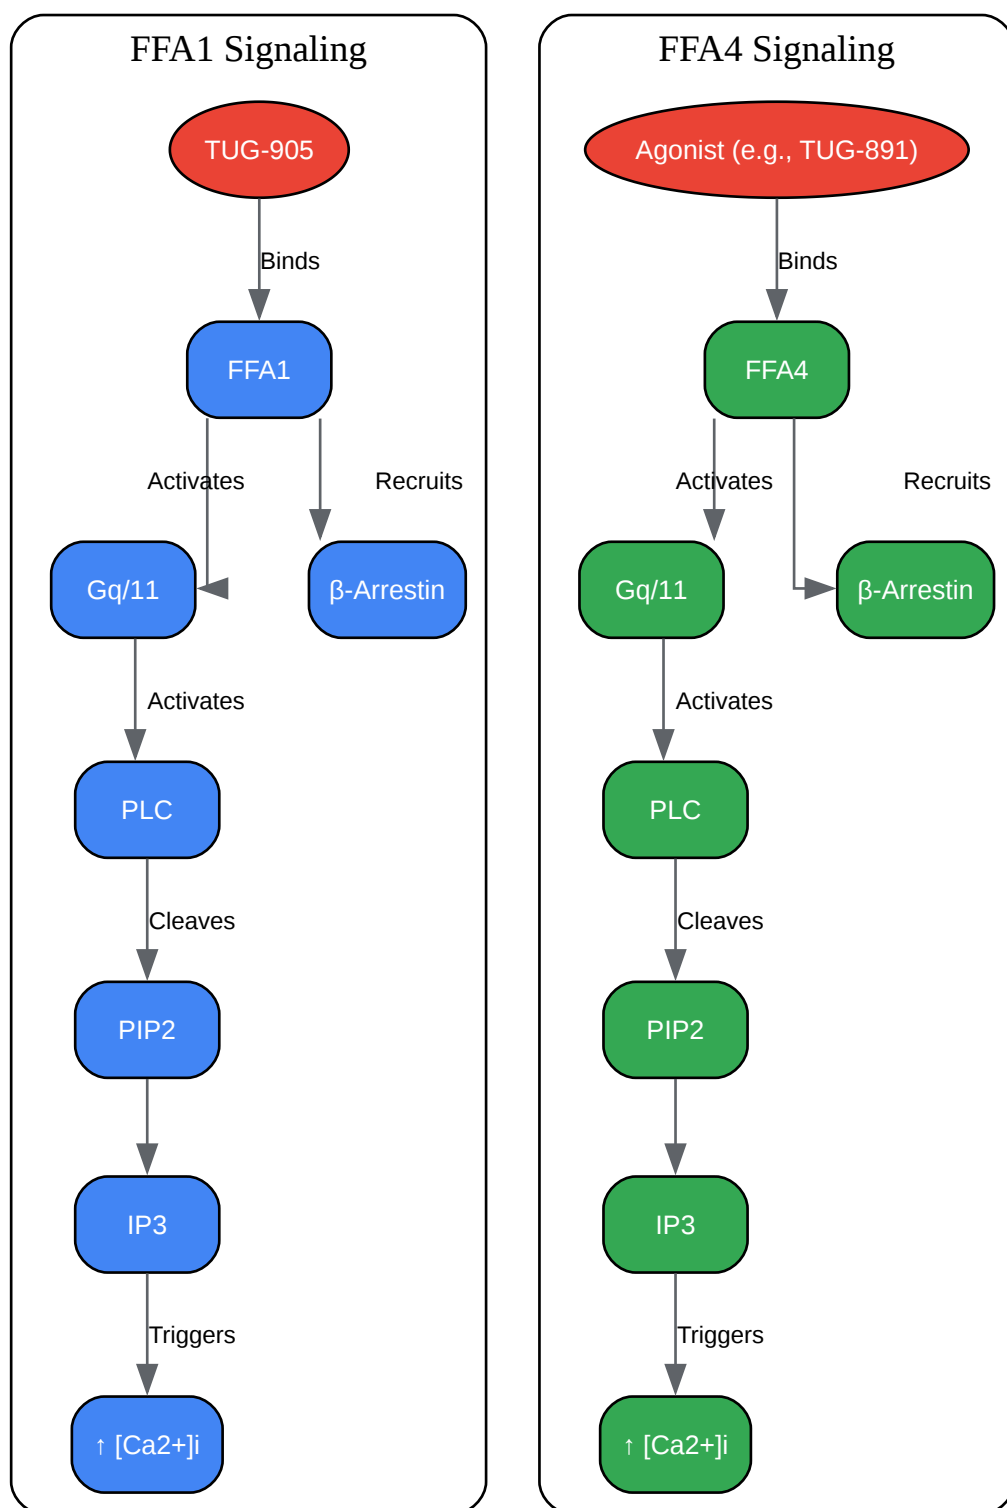 FFA1 Signaling
TUG-905
Binds
FFA1
Activates
Recruits
Gq/11
β-Arrestin
Activates
PLC
Cleaves
PIP2
IP3
Triggers
↑ [Ca2+]i
FFA4 Signaling
Agonist (e.g., TUG-891)
Binds
FFA4
Activates
Recruits
Gq/11
β-Arrestin
Activates
PLC
Cleaves
PIP2
IP3
Triggers
↑ [Ca2+]i